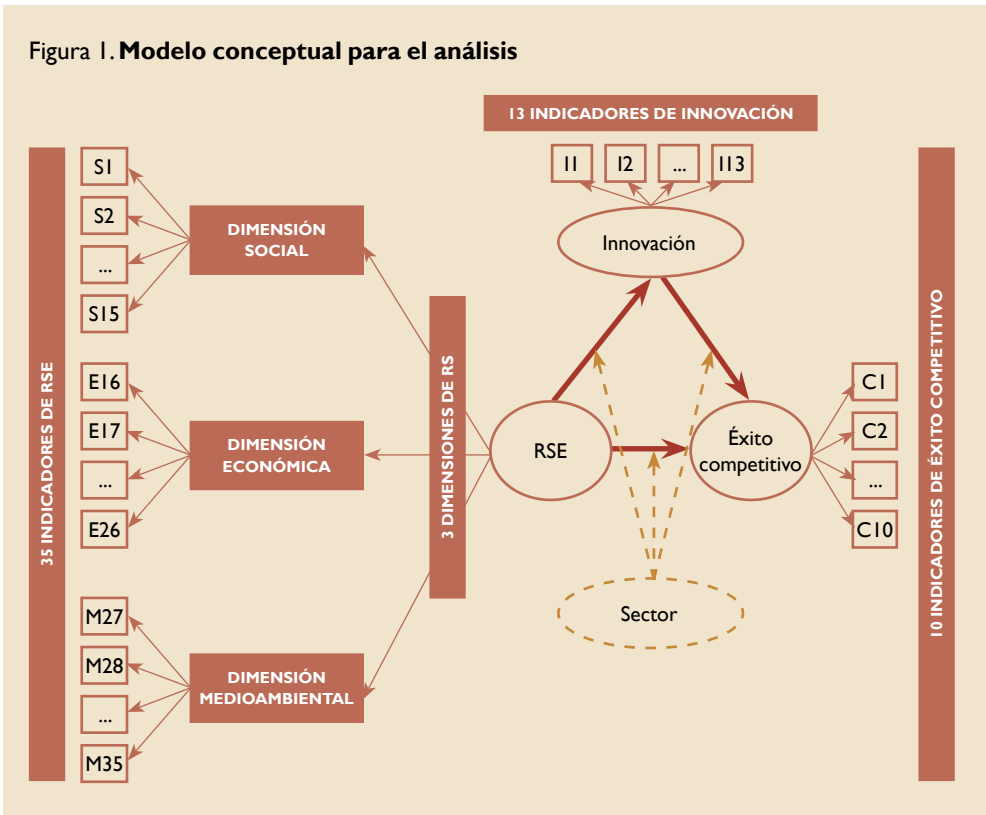 Figura 1. Modelo conceptual para el análisis
13 INDICADORES DE INNOVACIÓN
I1
I2
...
I13
Innovación
35 INDICADORES DE RSE
S1
S2
...
S15
DIMENSIÓN
SOCIAL
E16
E17
...
E26
DIMENSIÓN
ECONÓMICA
M27
M28
...
M35
DIMENSIÓN
MEDIOAMBIENTAL
3 DIMENSIONES DE RS
RSE
Éxito
competitivo
Sector
C1
C2
...
C10
10 INDICADORES DE ÉXITO COMPETITIVO